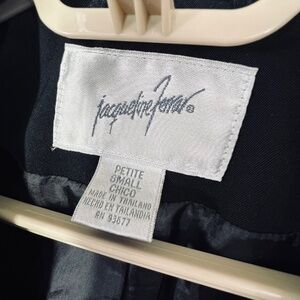 jacqueline Ferrar®
PETITE
SMALL
CHICO
MADE IN THAILAND
HECHO EN TAILANDIA
RN 93677